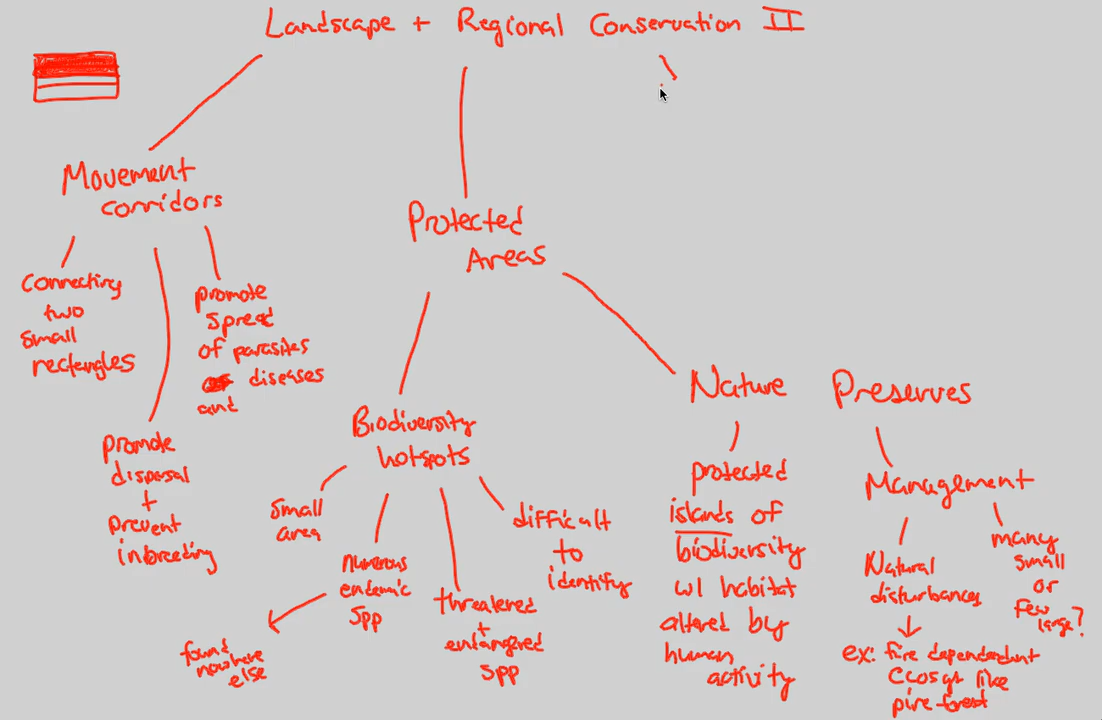 Landscape + Regional Conservation II
Movement
corridors
Connecting
two
small
rectangles
promote
dispersal
+
prevent
inbreeding
promote
spread
of parasites
diseases
and
Protected
Areas
Biodiversity
hotspots
small
area
numerous
endemic
spp
found
nowhere
else
threatened
+
endangered
spp
difficult
to
identify
Nature Preserves
protected
islands of
biodiversity
w/ habitat
altered by
human
activity
Management
Natural
disturbances
ex: fire dependendant
Ecosys like
pine forest
many
small
or
few
large?